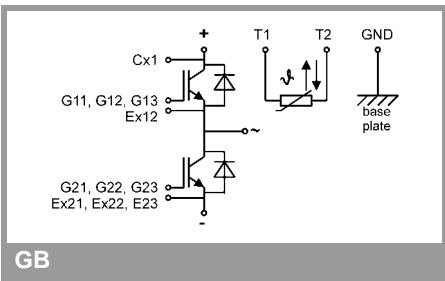 + T1 T2 GND
Cx1
ϑ
G11, G12, G13
Ex12
base
plate
~
G21, G22, G23
Ex21, Ex22, E23
-
GB